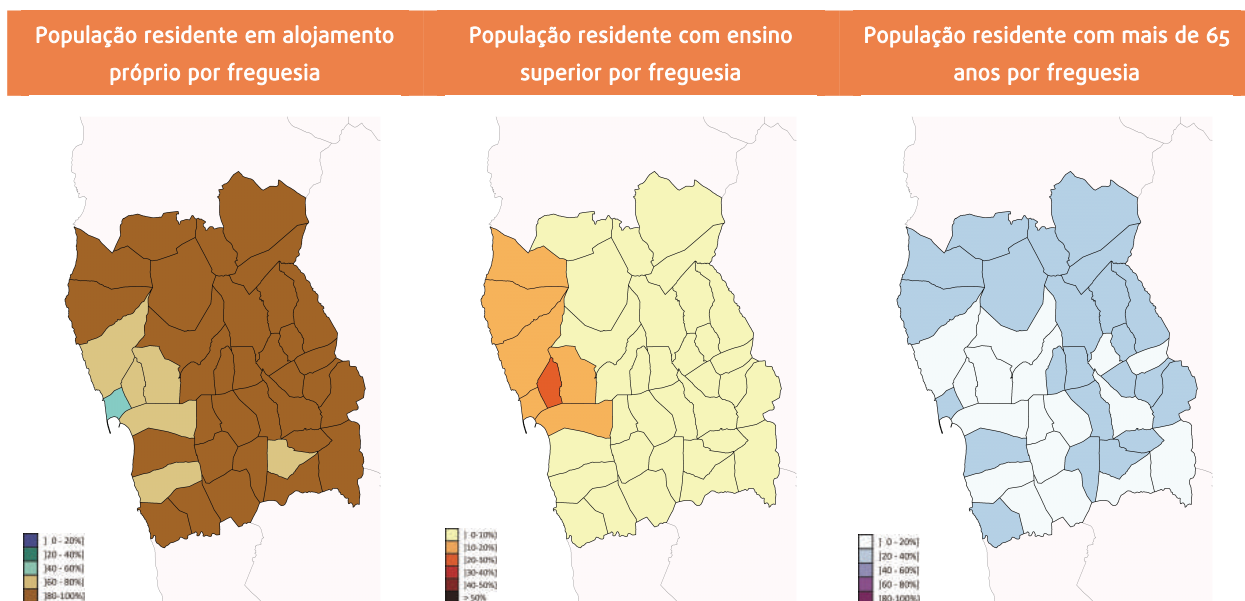 População residente em alojamento
próprio por freguesia
População residente com ensino
superior por freguesia
População residente com mais de 65
anos por freguesia
] 0 - 20%]
]20 - 40%]
]40 - 60%]
]60 - 80%]
]80-100%]
] 0-10%]
]10-20%]
]20-50%]
]30-40%]
]40-50%]
> 50%
] 0 - 20%]
]20 - 40%]
]40 - 60%]
]60 - 80%]
]80-100%]